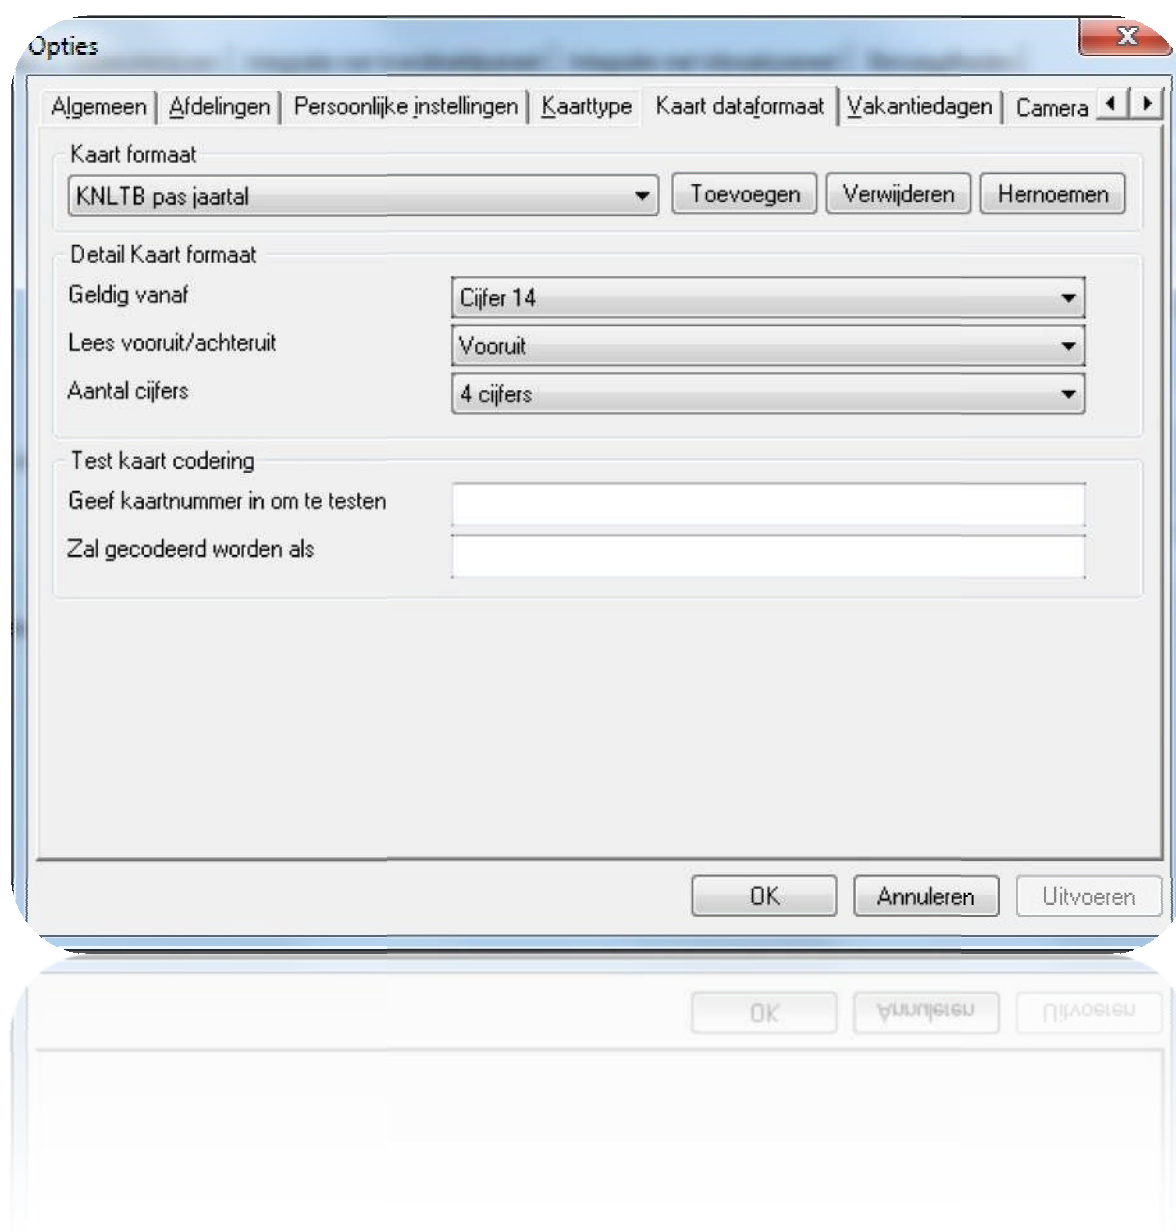 Opties
Algemeen Afdelingen Persoonlijke instellingen Kaarttype Kaart dataformaat Vakantiedagen Camera
Kaart formaat
KNLTB pas jaartal Toevoegen Verwijderen Hernoemen
Detail Kaart formaat
Geldig vanaf Cijfer 14
Lees vooruit/achteruit Vooruit
Aantal cijfers 4 cijfers
Test kaart codering
Geef kaartnummer in om te testen
Zal gecodeerd worden als
OK Annuleren Uitvoeren
OK Annuleren Uitvoeren